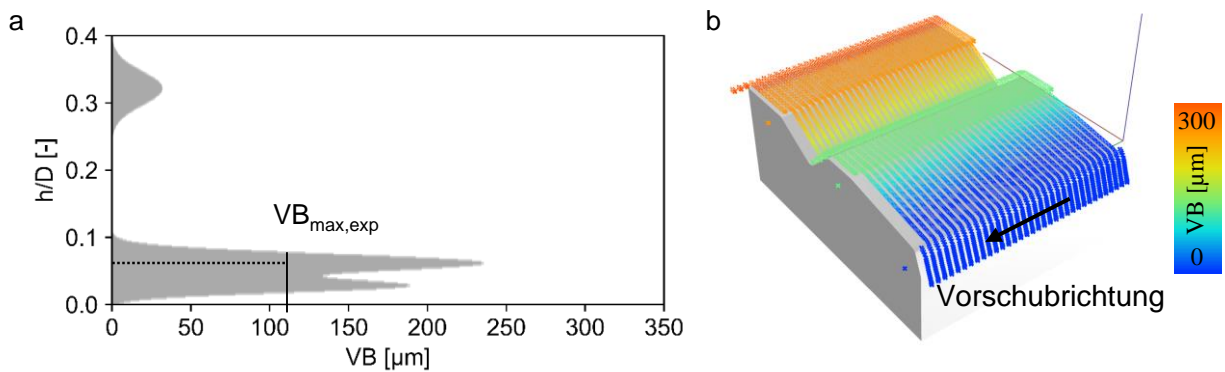 a
0.4
0.3
0.2
0.1
0.0
h/D [-]
VBmax,exp
0 50 100 150 200 250 300 350
VB [µm]
b
300
VB [µm]
0
Vorschubrichtung